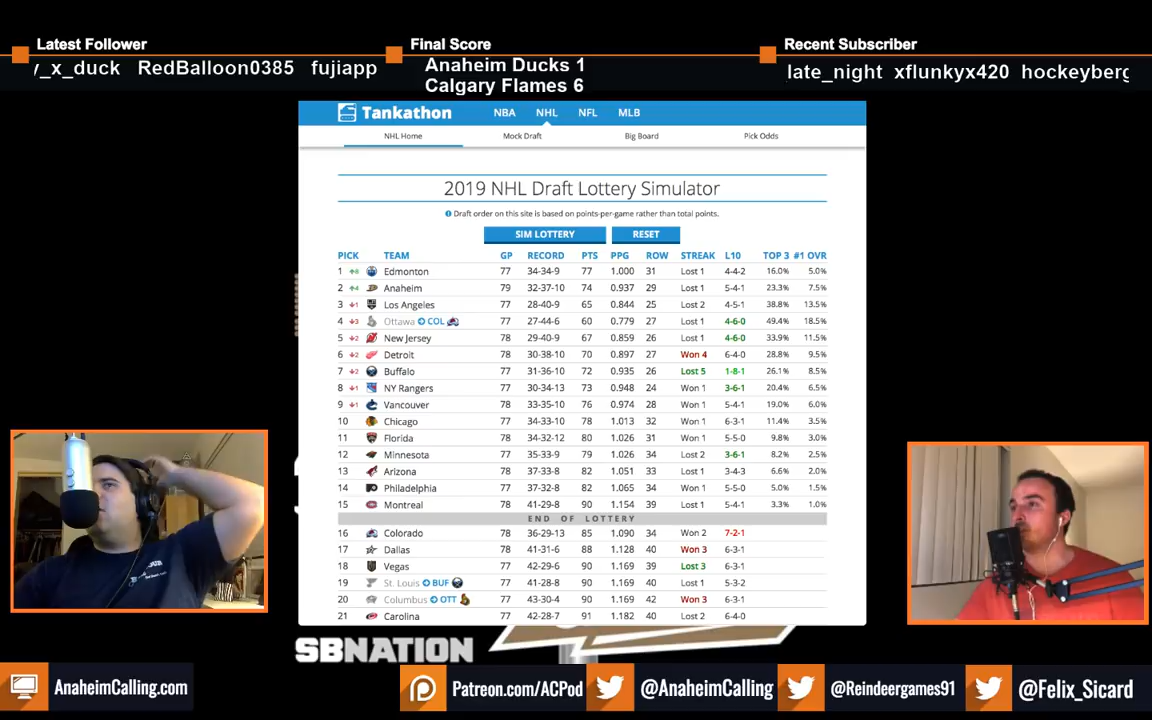 Latest Follower
Final Score
Recent Subscriber
y_x_duck RedBalloon0385 fujiapp
Anaheim Ducks 1
Calgary Flames 6
late_night xflunkyx420 hockeyberg
Tankathon NBA NHL NFL MLB
NHL Home Mock Draft Big Board Pick Odds
2019 NHL Draft Lottery Simulator
Draft order on this site is based on points-per-game rather than total points.
SIM LOTTERY RESET
PICK TEAM GP RECORD PTS PPG ROW STREAK L10 TOP 3 #1 OVR
1 8 Edmonton 77 34-34-9 77 1.000 31 Lost 1 4-4-2 16.0% 5.0%
2 4 Anaheim 79 32-37-10 74 0.937 29 Lost 1 5-4-1 23.3% 7.5%
3 1 Los Angeles 77 28-40-9 65 0.844 25 Lost 2 4-5-1 38.8% 13.5%
4 3 Ottawa COL 77 27-44-6 60 0.779 27 Lost 1 4-6-0 49.4% 18.5%
5 2 New Jersey 78 29-40-9 67 0.859 26 Lost 1 4-6-0 33.9% 11.5%
6 2 Detroit 78 30-38-10 70 0.897 27 Won 4 6-4-0 28.8% 9.5%
7 2 Buffalo 77 31-36-10 72 0.935 26 Lost 5 1-8-1 26.1% 8.5%
8 1 NY Rangers 77 30-34-13 73 0.948 24 Won 1 3-6-1 20.4% 6.5%
9 1 Vancouver 78 33-35-10 76 0.974 28 Won 1 5-4-1 19.0% 6.0%
10 Chicago 77 34-33-10 78 1.013 32 Won 1 6-3-1 11.4% 3.5%
11 Florida 78 34-32-12 80 1.026 31 Won 1 5-5-0 9.8% 3.0%
12 Minnesota 77 35-33-9 79 1.026 34 Lost 2 3-6-1 8.2% 2.5%
13 Arizona 78 37-33-8 82 1.051 33 Lost 1 3-4-3 6.6% 2.0%
14 Philadelphia 77 37-32-8 82 1.065 34 Won 1 5-5-0 5.0% 1.5%
15 Montreal 78 41-29-8 90 1.154 39 Lost 1 5-4-1 3.3% 1.0%
END OF LOTTERY
16 Colorado 78 36-29-13 85 1.090 34 Won 2 7-2-1
17 Dallas 78 41-31-6 88 1.128 40 Won 3 6-3-1
18 Vegas 77 42-29-6 90 1.169 39 Lost 3 6-3-1
19 St. Louis BUF 77 41-28-8 90 1.169 40 Lost 1 5-3-2
20 Columbus OTT 77 43-30-4 90 1.169 42 Won 3 6-3-1
21 Carolina 77 42-28-7 91 1.182 40 Lost 2 6-4-0
SBNATION
AnaheimCalling.com
Patreon.com/ACPod
@AnaheimCalling
@Reindeergames91
@Felix_Sicard